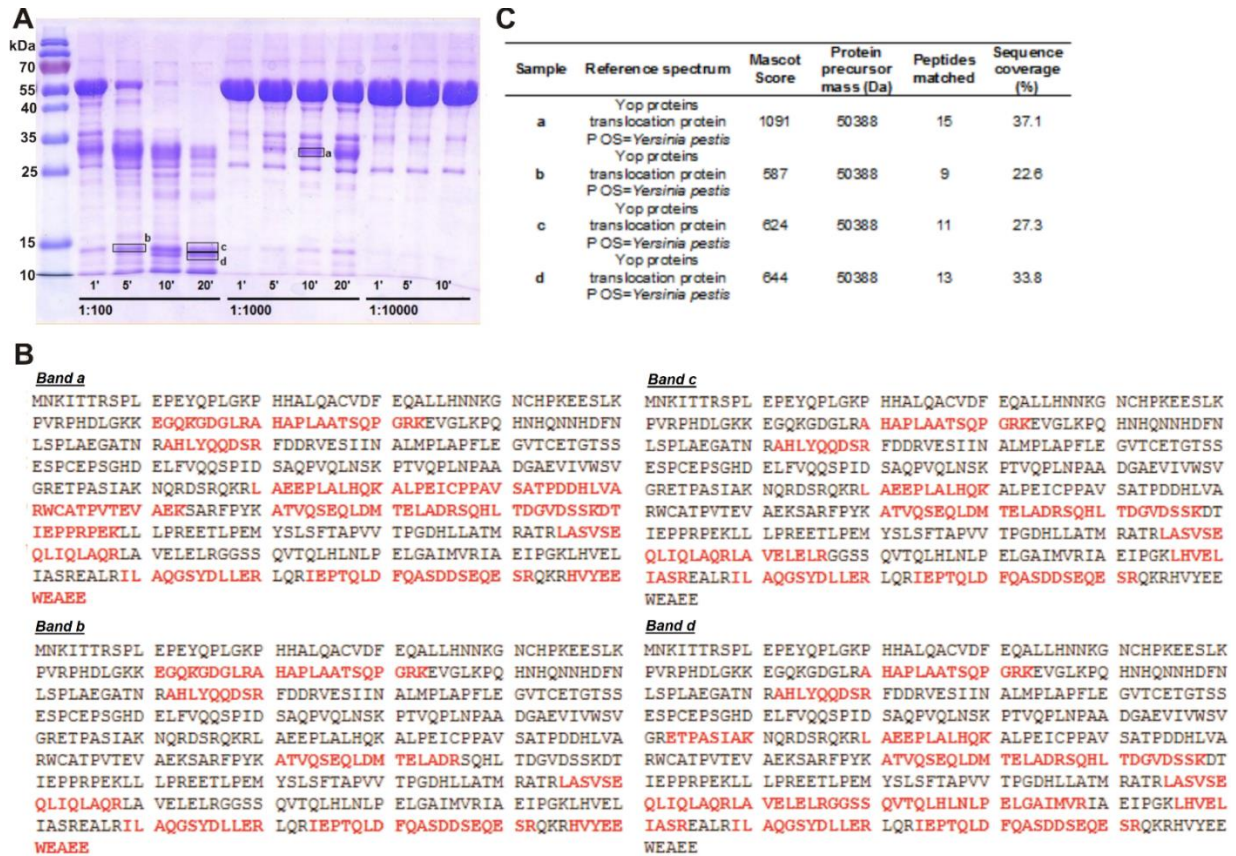 A
kDa
70
55
40
35
25
15
10
a
b
c
d
1' 5' 10' 20' 1' 5' 10' 20' 1' 5' 10'
1:100 1:1000 1:10000
C
Sample Reference spectrum Mascot Score Protein precursor mass (Da) Peptides matched Sequence coverage (%)
Yop proteins
a translocation protein 1091 50388 15 37.1
P OS=Yersinia pestis
Yop proteins
b translocation protein 587 50388 9 22.6
P OS=Yersinia pestis
Yop proteins
c translocation protein 624 50388 11 27.3
P OS=Yersinia pestis
Yop proteins
d translocation protein 644 50388 13 33.8
P OS=Yersinia pestis
B
Band a
MNKITTRSPL EPEYQPLGKP HHALQACVDF EQALLHNNKG NCHPKEESLK
PVRPHDLGKK EGQKGDGLRA HAPLAATSQP GRKEVGLKPQ HNHQNNHDFN
LSPLAEGATN RAHLYQQDSR FDDRVESIIN ALMPLAPFLE GVTCETGTSS
ESPCEPSGHD ELFVQQSPID SAQPVQLNSK PTVQPLNPAA DGAEVIVWSV
GRETPASIAK NQRDSRQKRL AEEPLALHQK ALPEICPPAV SATPDDHLVA
RWCATPVTEV AEKSARFPYK ATVQSEQLDM TELADRSQHL TDGVDSSKDT
IEPPRPEKLL LPREETLPEM YSLSFTAPVV TPGDHLLATM RATRLASVSE
QLIQLAQRLA VELELRGGSS QVTQLHLNLP ELGAIMVRIA EIPGKLHVEL
IASREALRIL AQGSYDLLER LQRIEPTQLD FQASDDSEQE SRQKRHVYEE
WEAEE
Band b
MNKITTRSPL EPEYQPLGKP HHALQACVDF EQALLHNNKG NCHPKEESLK
PVRPHDLGKK EGQKGDGLRA HAPLAATSQP GRKEVGLKPQ HNHQNNHDFN
LSPLAEGATN RAHLYQQDSR FDDRVESIIN ALMPLAPFLE GVTCETGTSS
ESPCEPSGHD ELFVQQSPID SAQPVQLNSK PTVQPLNPAA DGAEVIVWSV
GRETPASIAK NQRDSRQKRL AEEPLALHQK ALPEICPPAV SATPDDHLVA
RWCATPVTEV AEKSARFPYK ATVQSEQLDM TELADRSQHL TDGVDSSKDT
IEPPRPEKLL LPREETLPEM YSLSFTAPVV TPGDHLLATM RATRLASVSE
QLIQLAQRLA VELELRGGSS QVTQLHLNLP ELGAIMVRIA EIPGKLHVEL
IASREALRIL AQGSYDLLER LQRIEPTQLD FQASDDSEQE SRQKRHVYEE
WEAEE
Band c
MNKITTRSPL EPEYQPLGKP HHALQACVDF EQALLHNNKG NCHPKEESLK
PVRPHDLGKK EGQKGDGLRA HAPLAATSQP GRKEVGLKPQ HNHQNNHDFN
LSPLAEGATN RAHLYQQDSR FDDRVESIIN ALMPLAPFLE GVTCETGTSS
ESPCEPSGHD ELFVQQSPID SAQPVQLNSK PTVQPLNPAA DGAEVIVWSV
GRETPASIAK NQRDSRQKRL AEEPLALHQK ALPEICPPAV SATPDDHLVA
RWCATPVTEV AEKSARFPYK ATVQSEQLDM TELADRSQHL TDGVDSSKDT
IEPPRPEKLL LPREETLPEM YSLSFTAPVV TPGDHLLATM RATRLASVSE
QLIQLAQRLA VELELRGGSS QVTQLHLNLP ELGAIMVRIA EIPGKLHVEL
IASREALRIL AQGSYDLLER LQRIEPTQLD FQASDDSEQE SRQKRHVYEE
WEAEE
Band d
MNKITTRSPL EPEYQPLGKP HHALQACVDF EQALLHNNKG NCHPKEESLK
PVRPHDLGKK EGQKGDGLRA HAPLAATSQP GRKEVGLKPQ HNHQNNHDFN
LSPLAEGATN RAHLYQQDSR FDDRVESIIN ALMPLAPFLE GVTCETGTSS
ESPCEPSGHD ELFVQQSPID SAQPVQLNSK PTVQPLNPAA DGAEVIVWSV
GRETPASIAK NQRDSRQKRL AEEPLALHQK ALPEICPPAV SATPDDHLVA
RWCATPVTEV AEKSARFPYK ATVQSEQLDM TELADRSQHL TDGVDSSKDT
IEPPRPEKLL LPREETLPEM YSLSFTAPVV TPGDHLLATM RATRLASVSE
QLIQLAQRLA VELELRGGSS QVTQLHLNLP ELGAIMVRIA EIPGKLHVEL
IASREALRIL AQGSYDLLER LQRIEPTQLD FQASDDSEQE SRQKRHVYEE
WEAEE